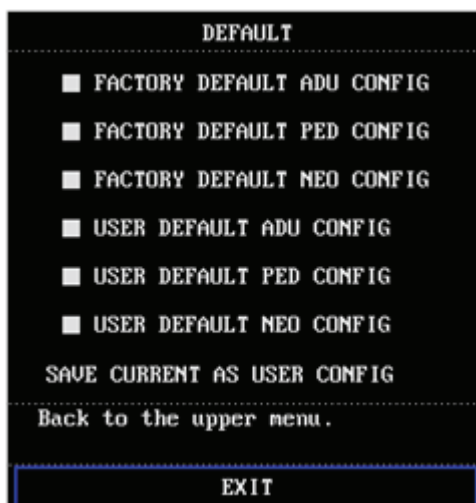 DEFAULT
FACTORY DEFAULT ADU CONFIG
FACTORY DEFAULT PED CONFIG
FACTORY DEFAULT NEO CONFIG
USER DEFAULT ADU CONFIG
USER DEFAULT PED CONFIG
USER DEFAULT NEO CONFIG
SAVE CURRENT AS USER CONFIG
Back to the upper menu.
EXIT